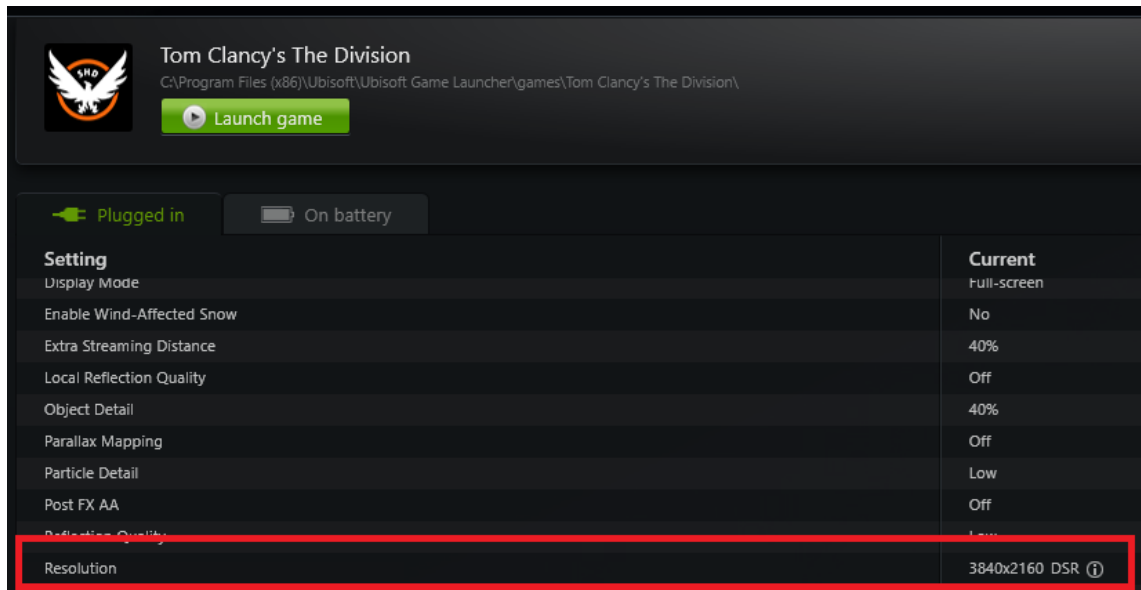 SHD
Tom Clancy's The Division
C:\Program Files (x86)\Ubisoft\Ubisoft Game Launcher\games\Tom Clancy's The Division\
Launch game
Plugged in On battery
Setting Current
Display Mode Full-screen
Enable Wind-Affected Snow No
Extra Streaming Distance 40%
Local Reflection Quality Off
Object Detail 40%
Parallax Mapping Off
Particle Detail Low
Post FX AA Off
Reflection Quality Low
Resolution 3840x2160 DSR